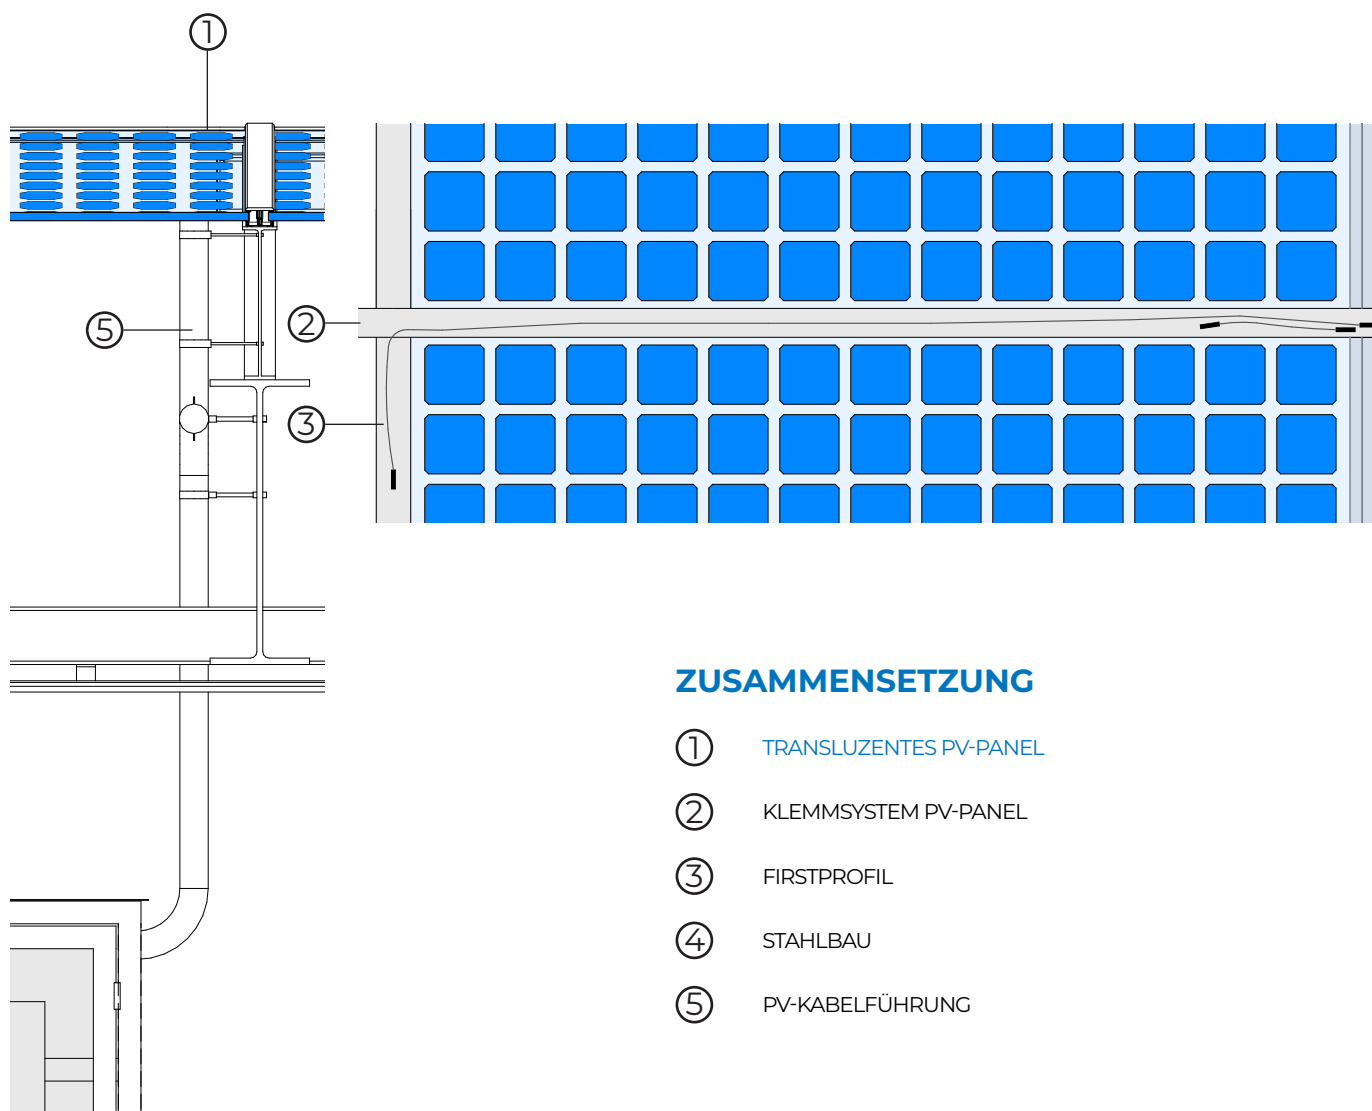 1
5
2
3
ZUSAMMENSETZUNG
1 TRANSLUZENTES PV-PANEL
2 KLEMMSYSTEM PV-PANEL
3 FIRSTPROFIL
4 STAHLBAU
5 PV-KABELFÜHRUNG